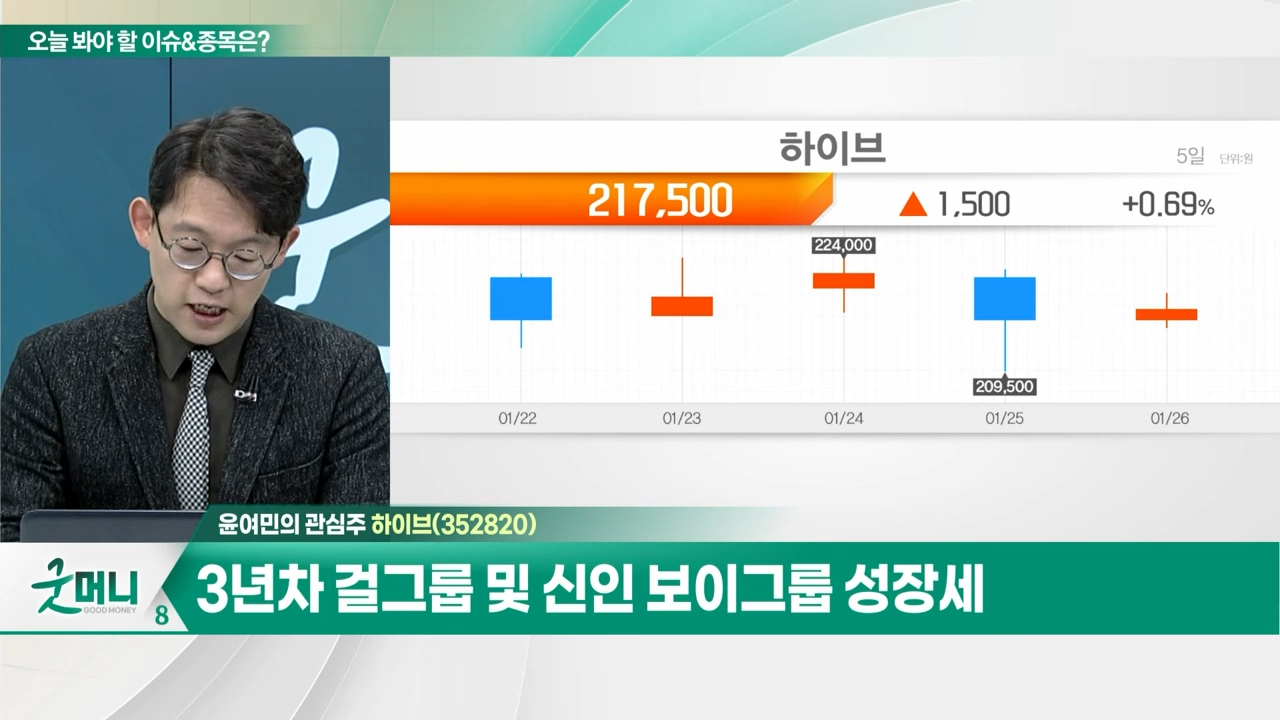 오늘 봐야 할 이슈&종목은?
하이브
5일 단위:원
217,500 ▲ 1,500 +0.69%
224,000
209,500
01/22 01/23 01/24 01/25 01/26
윤여민의 관심주 하이브(352820)
굿머니
GOOD MONEY
8
3년차 걸그룹 및 신인 보이그룹 성장세